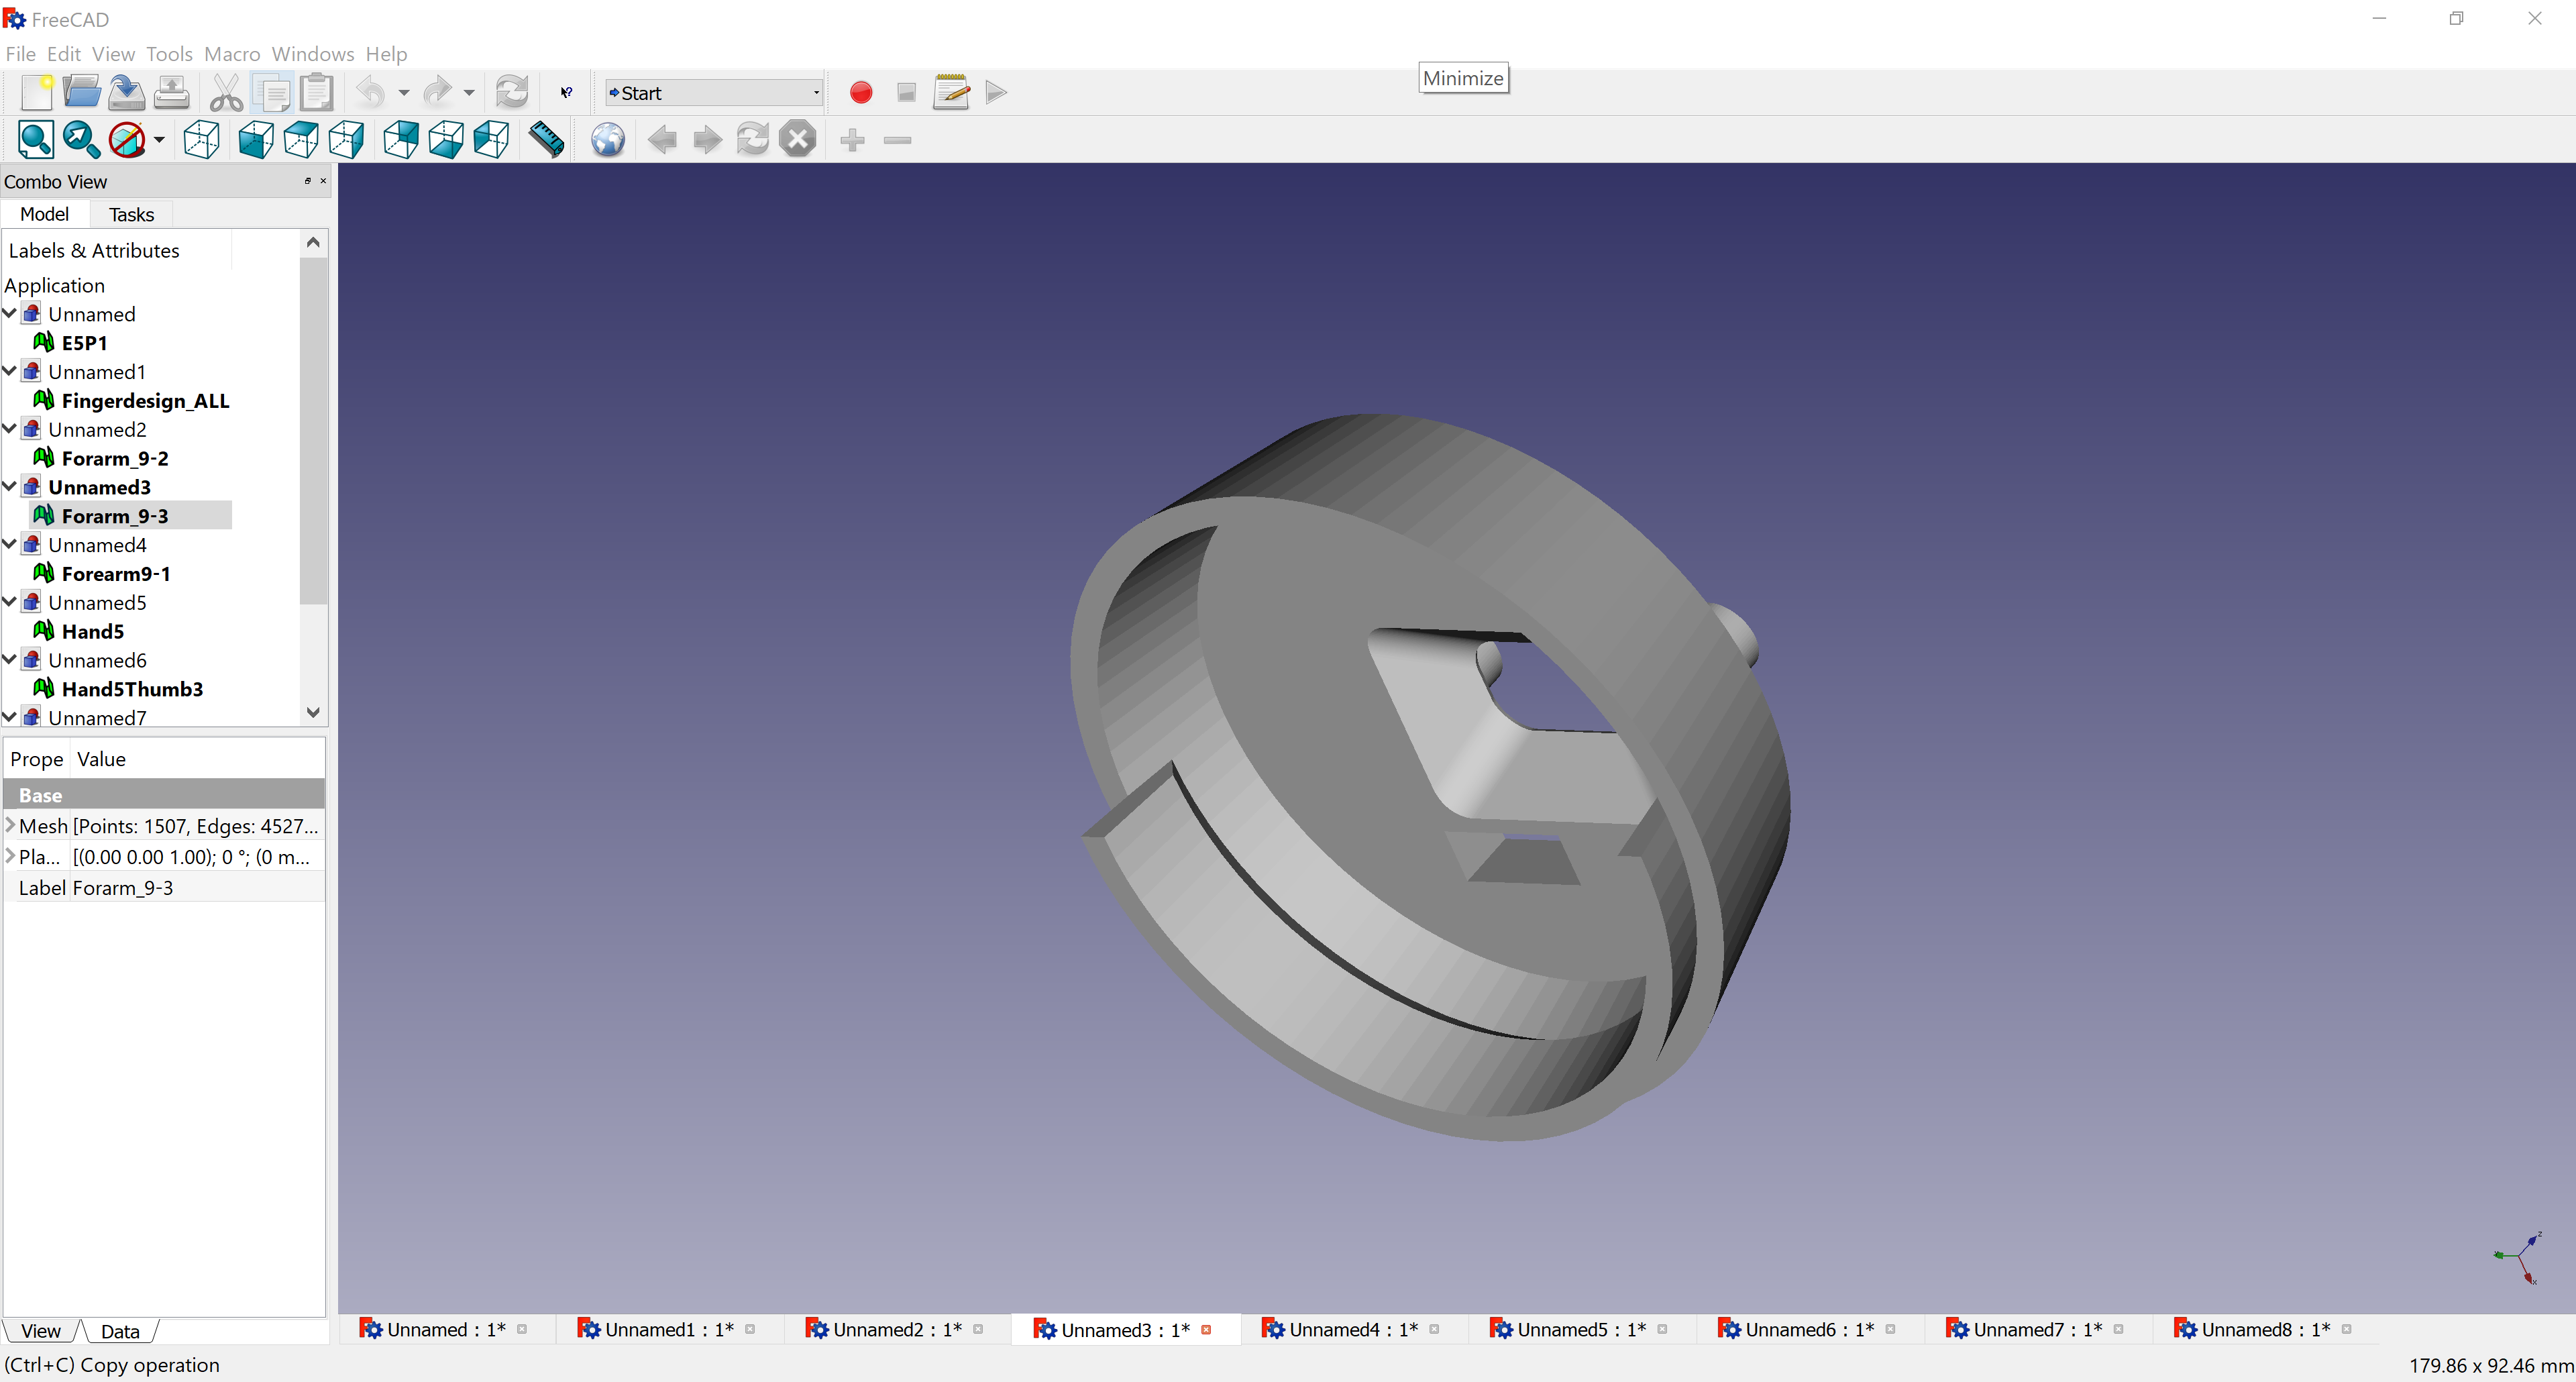 FreeCAD
File Edit View Tools Macro Windows Help
Minimize
Start
Combo View
Model Tasks
Labels & Attributes
Application
Unnamed
E5P1
Unnamed1
Fingerdesign_ALL
Unnamed2
Forarm_9-2
Unnamed3
Forarm_9-3
Unnamed4
Forearm9-1
Unnamed5
Hand5
Unnamed6
Hand5Thumb3
Unnamed7
Prope Value
Base
Mesh [Points: 1507, Edges: 4527...
Pla... [(0.00 0.00 1.00); 0 °; (0 m...
Label Forarm_9-3
z
Y
x
View Data
Unnamed : 1* Unnamed1 : 1* Unnamed2 : 1* Unnamed3 : 1* Unnamed4 : 1* Unnamed5 : 1* Unnamed6 : 1* Unnamed7 : 1* Unnamed8 : 1*
(Ctrl+C) Copy operation
179.86 x 92.46 mm